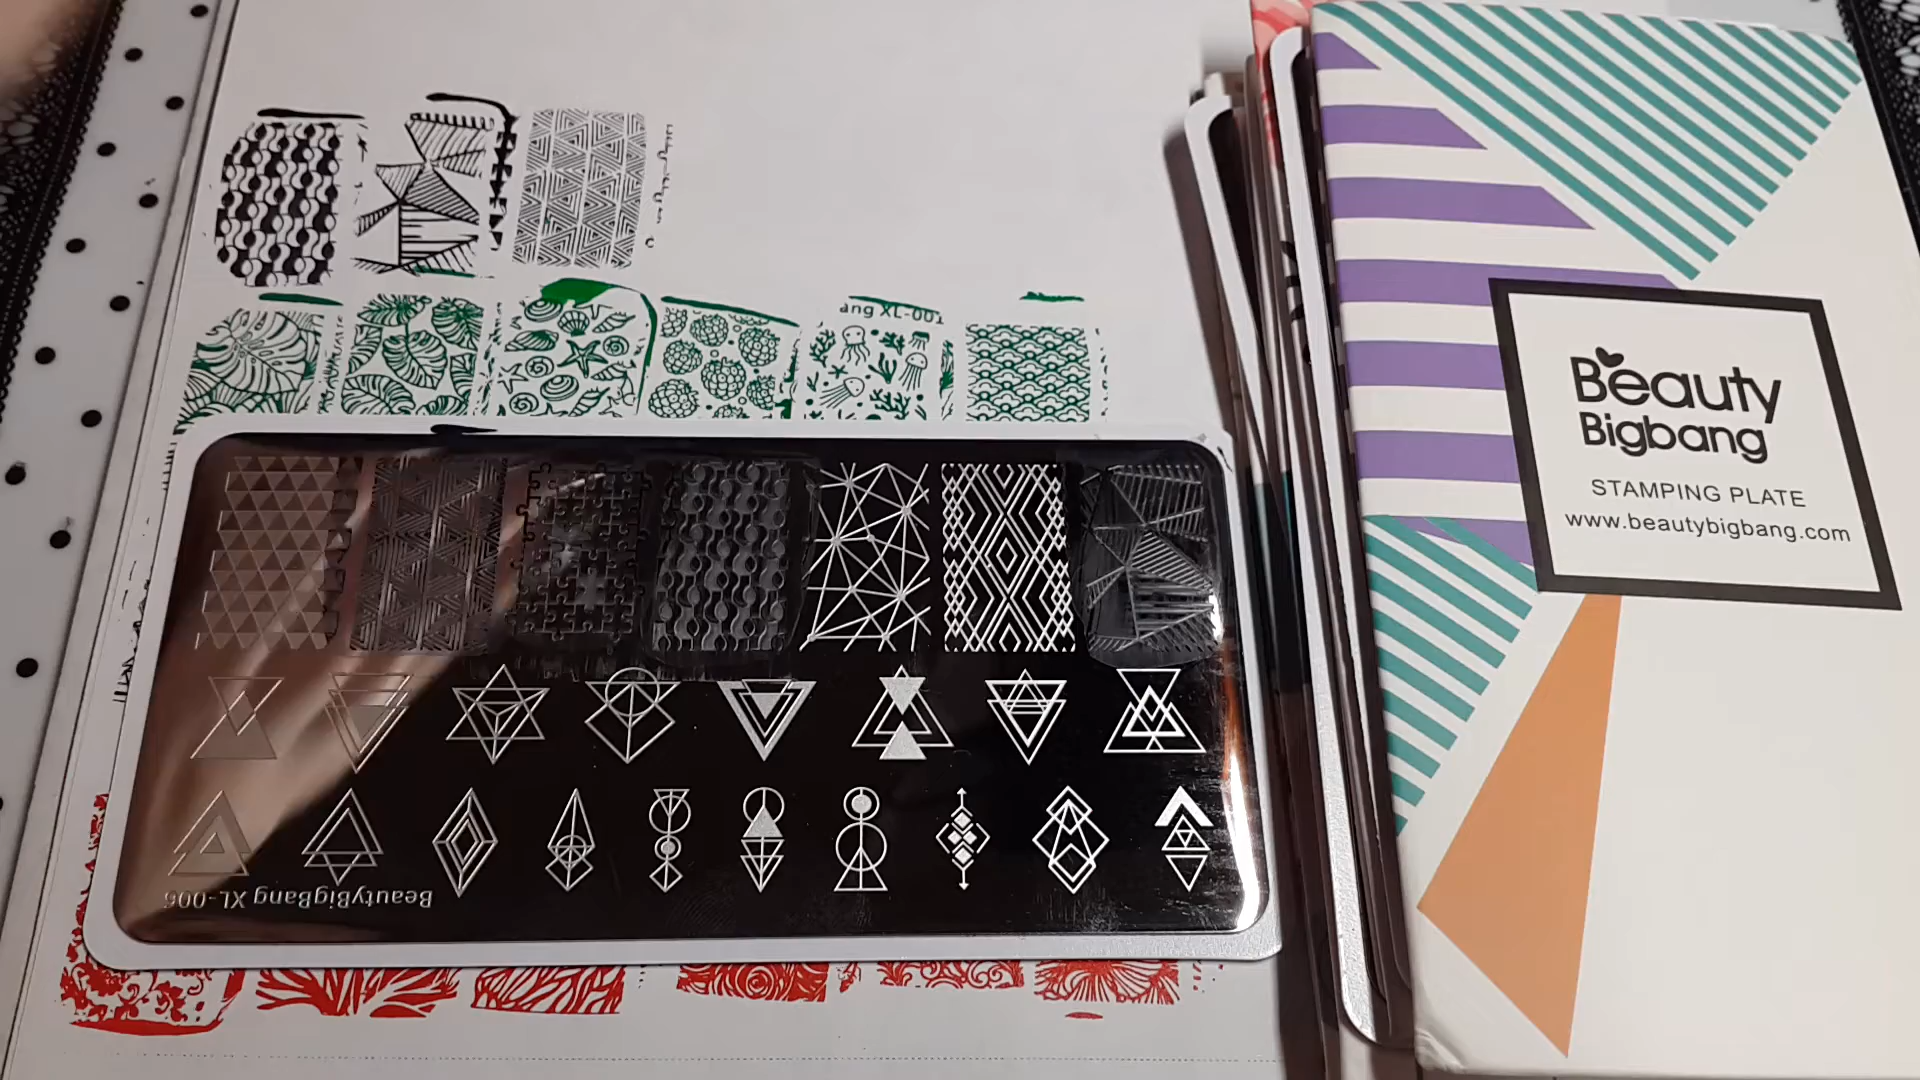 ang XL-001
Beauty
Bigbang
STAMPING PLATE
www.beautybigbang.com
BeautyBigBang XL-006